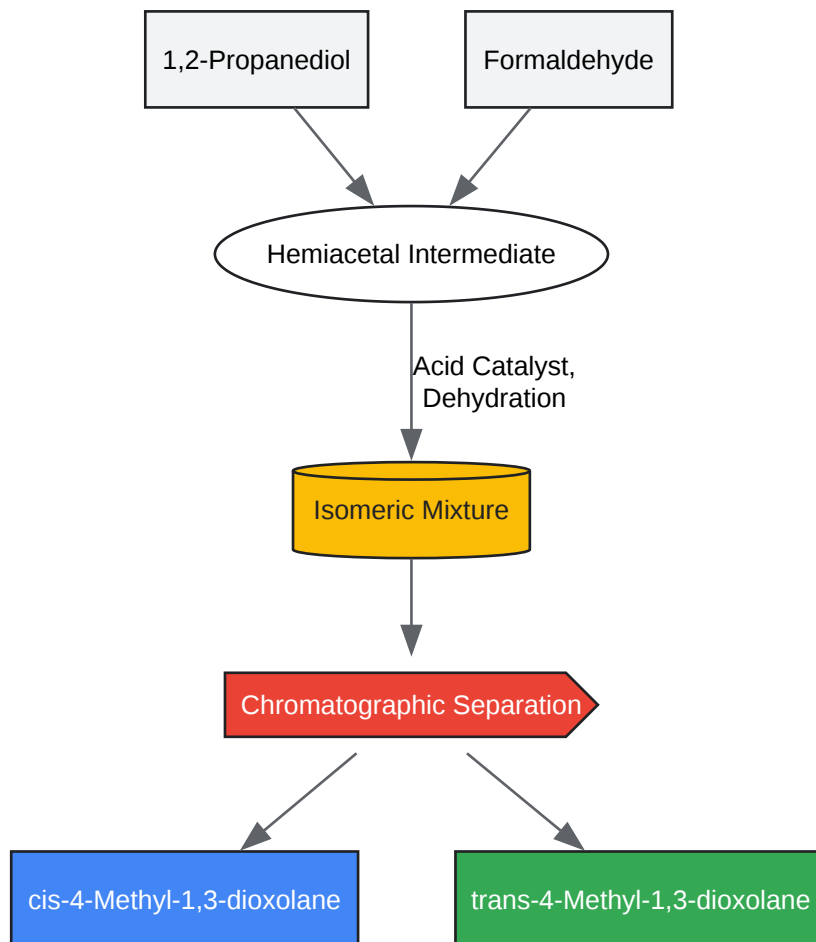 1,2-Propanediol
Formaldehyde
Hemiacetal Intermediate
Acid Catalyst,
Dehydration
Isomeric Mixture
Chromatographic Separation
cis-4-Methyl-1,3-dioxolane
trans-4-Methyl-1,3-dioxolane